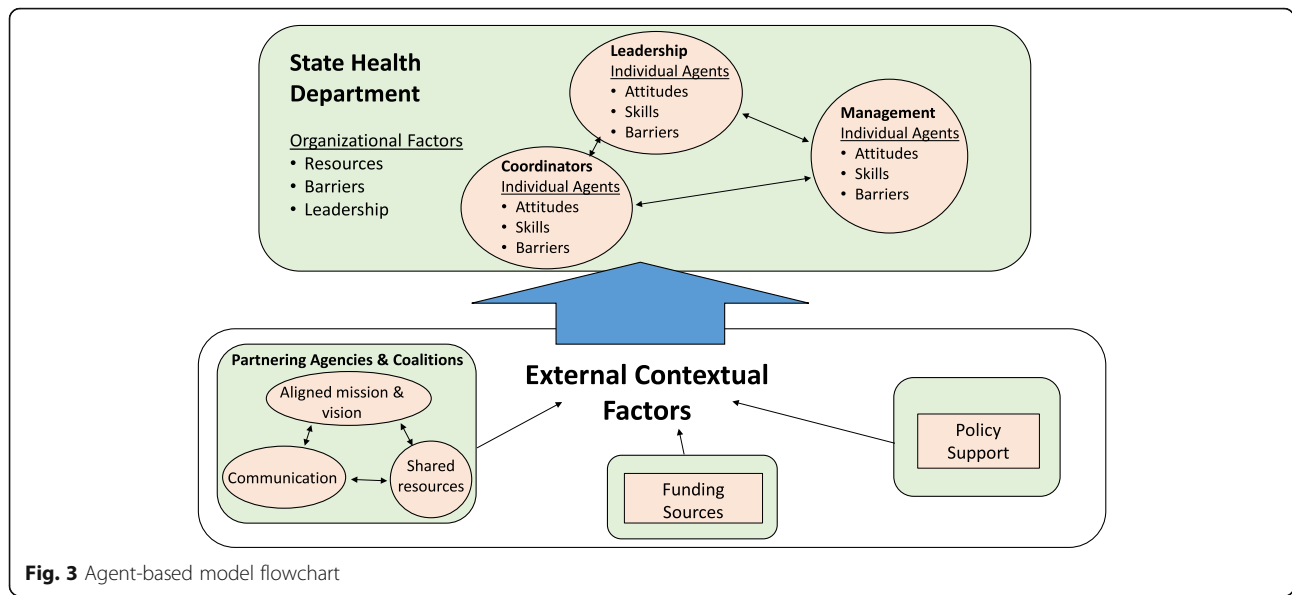 State Health
Department
Organizational Factors
• Resources
• Barriers
• Leadership
Leadership
Individual Agents
• Attitudes
• Skills
• Barriers
Management
Individual Agents
• Attitudes
• Skills
• Barriers
Coordinators
Individual Agents
• Attitudes
• Skills
• Barriers
Partnering Agencies & Coalitions
Aligned mission &
vision
Communication
Shared
resources
External Contextual
Factors
Funding
Sources
Policy
Support
Fig. 3 Agent-based model flowchart